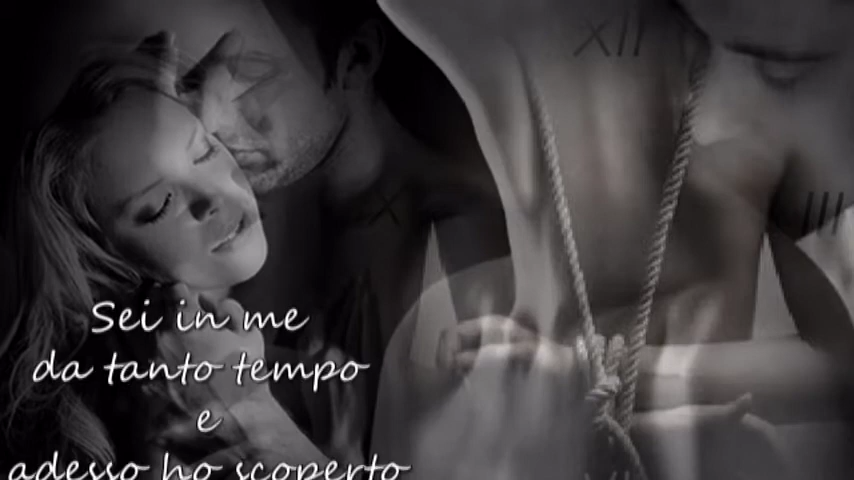 XII
X
III
Sei in me
da tanto tempo
e
adesso ho scoperto